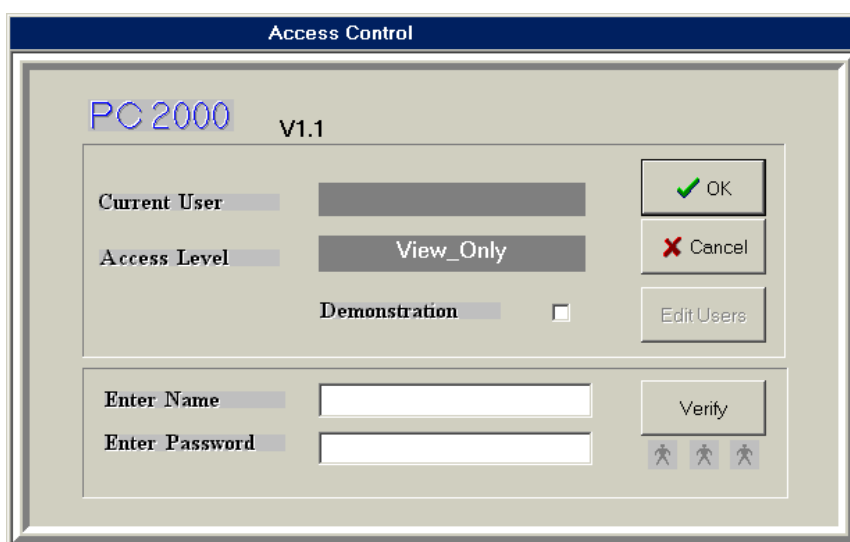 Access Control
PC 2000
V1.1
Current User
OK
Access Level
View_Only
Cancel
Demonstration
Edit Users
Enter Name
Verify
Enter Password